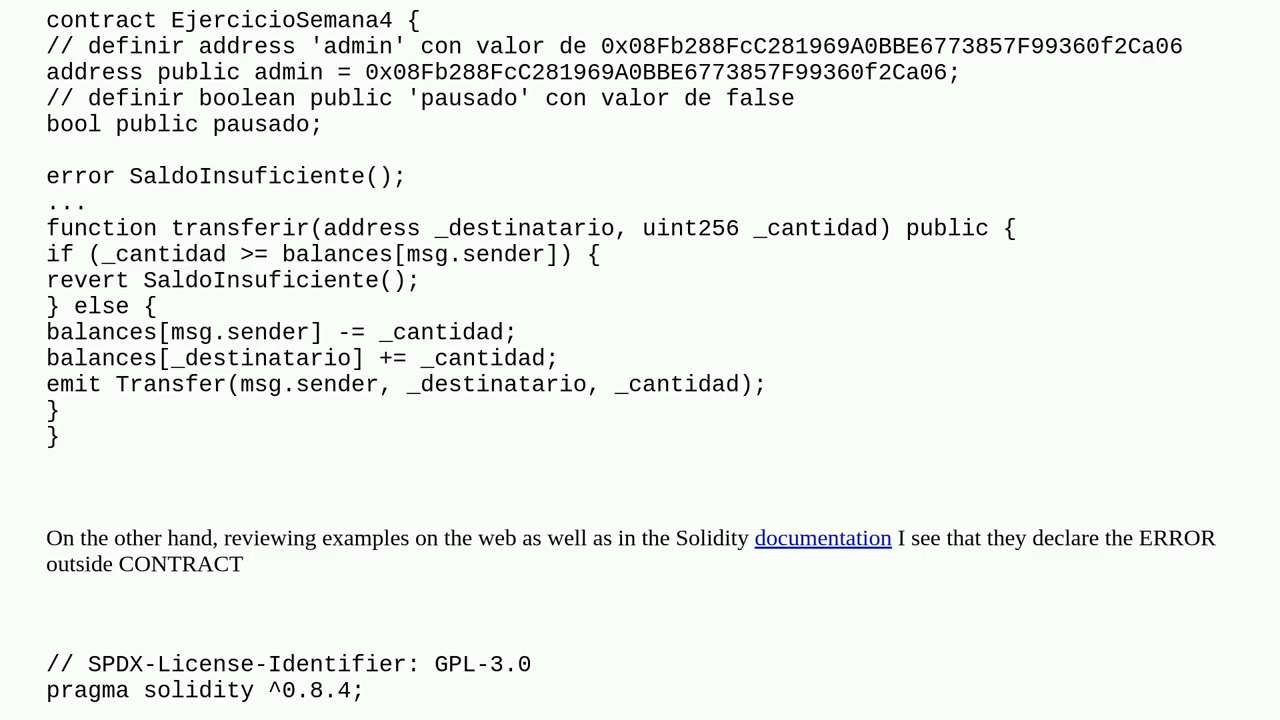 contract EjercicioSemana4 {
// definir address 'admin' con valor de 0x08Fb288FcC281969A0BBE6773857F99360f2Ca06
address public admin = 0x08Fb288FcC281969A0BBE6773857F99360f2Ca06;
// definir boolean public 'pausado' con valor de false
bool public pausado;
error SaldoInsuficiente();
...
function transferir(address _destinatario, uint256 _cantidad) public {
if (_cantidad >= balances[msg.sender]) {
revert SaldoInsuficiente();
} else {
balances[msg.sender] -= _cantidad;
balances[_destinatario] += _cantidad;
emit Transfer(msg.sender, _destinatario, _cantidad);
}
}
On the other hand, reviewing examples on the web as well as in the Solidity documentation I see that they declare the ERROR
outside CONTRACT
// SPDX-License-Identifier: GPL-3.0
pragma solidity ^0.8.4;